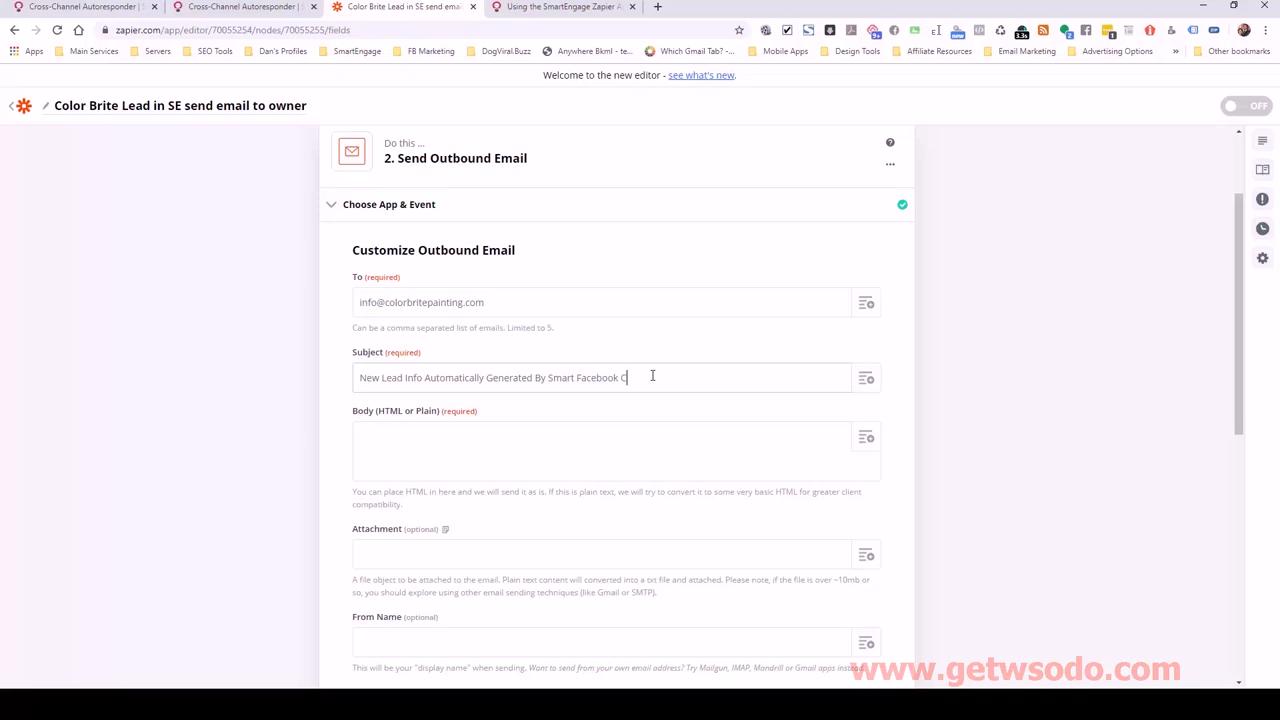 Cross-Channel Autoresponder | S
Cross-Channel Autoresponder | S
Color Brite Lead in SE send emai
Using the SmartEngage Zapier A
zapier.com/app/editor/70055254/nodes/70055255/fields
Apps
Main Services
Servers
SEO Tools
Dan's Profiles
SmartEngage
FB Marketing
DogViral.Buzz
Anywhere Bkml - te...
Which Gmail Tab? -...
Mobile Apps
Design Tools
Affiliate Resources
Email Marketing
Advertising Options
Other bookmarks
Welcome to the new editor - see what's new.
Color Brite Lead in SE send email to owner
OFF
Do this ...
2. Send Outbound Email
Choose App & Event
Customize Outbound Email
To (required)
info@colorbritepainting.com
Can be a comma separated list of emails. Limited to 5.
Subject (required)
New Lead Info Automatically Generated By Smart Facebook C
Body (HTML or Plain) (required)
You can place HTML in here and we will send it as is. If this is plain text, we will try to convert it to some very basic HTML for greater client
compatibility.
Attachment (optional)
A file object to be attached to the email. Plain text content will converted into a txt file and attached. Please note, if the file is over ~10mb or
so, you should explore using other email sending techniques (like Gmail or SMTP).
From Name (optional)
This will be your "display name" when sending. Want to send from your own email address? Try Mailgun, IMAP, Mandrill or Gmail apps instead.
www.getwsodo.com